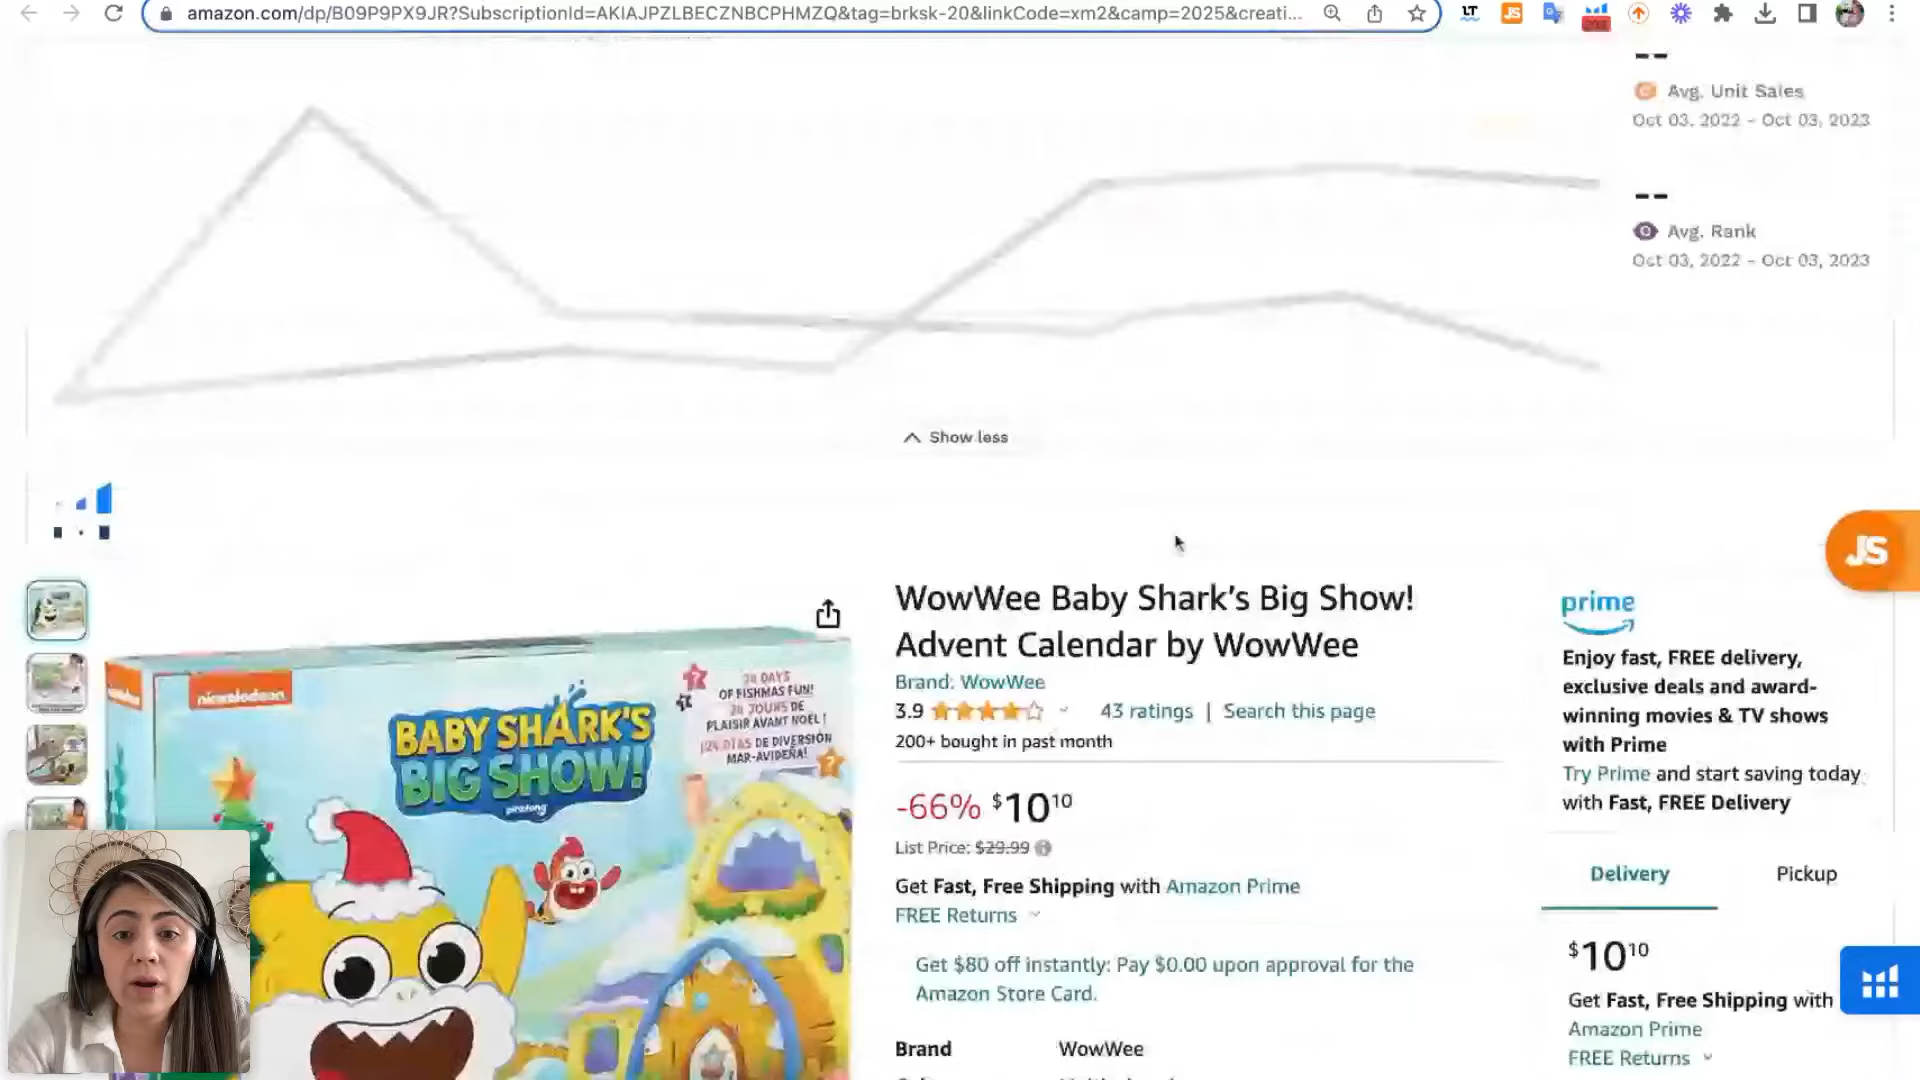 amazon.com/dp/B09P9PX9JR?SubscriptionId=AKIAJPZLBECZNBCPHMZQ&tag=brksk-20&linkCode=xm2&camp=2025&creati...
LT
JS
--
Avg. Unit Sales
Oct 03, 2022 - Oct 03, 2023
--
Avg. Rank
Oct 03, 2022 - Oct 03, 2023
Show less
JS
WowWee Baby Shark's Big Show!
Advent Calendar by WowWee
Brand: WowWee
3.9
43 ratings | Search this page
200+ bought in past month
-66% $10 10
List Price: $29.99
Get Fast, Free Shipping with Amazon Prime
FREE Returns
Get $80 off instantly: Pay $0.00 upon approval for the
Amazon Store Card.
Brand WowWee
prime
Enjoy fast, FREE delivery,
exclusive deals and award-
winning movies & TV shows
with Prime
Try Prime and start saving today
with Fast, FREE Delivery
Delivery Pickup
$10 10
Get Fast, Free Shipping with
Amazon Prime
FREE Returns
nickelodeon
BABY SHARK'S
BIG SHOW!
pinkfong
24 DAYS
OF FISHMAS FUN!
24 JOURS DE
PLAISIR AVANT NOËL !
¡24 DÍAS DE DIVERSIÓN
MAR-AVIDEÑA!